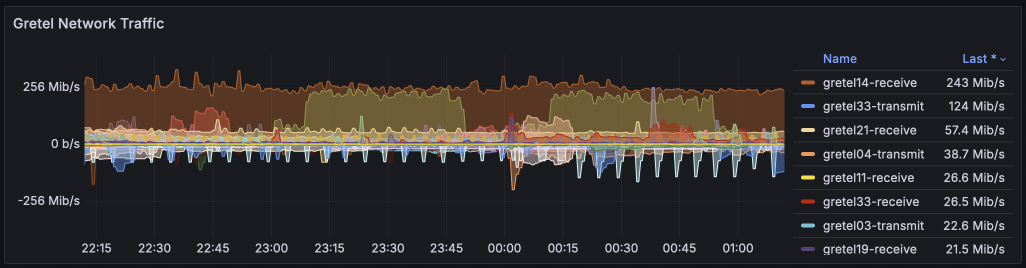 Gretel Network Traffic
Name Last *
256 Mib/s
0 b/s
-256 Mib/s
22:15 22:30 22:45 23:00 23:15 23:30 23:45 00:00 00:15 00:30 00:45 01:00
gretel14-receive 243 Mib/s
gretel33-transmit 124 Mib/s
gretel21-receive 57.4 Mib/s
gretel04-transmit 38.7 Mib/s
gretel11-receive 26.6 Mib/s
gretel33-receive 26.5 Mib/s
gretel03-transmit 22.6 Mib/s
gretel19-receive 21.5 Mib/s